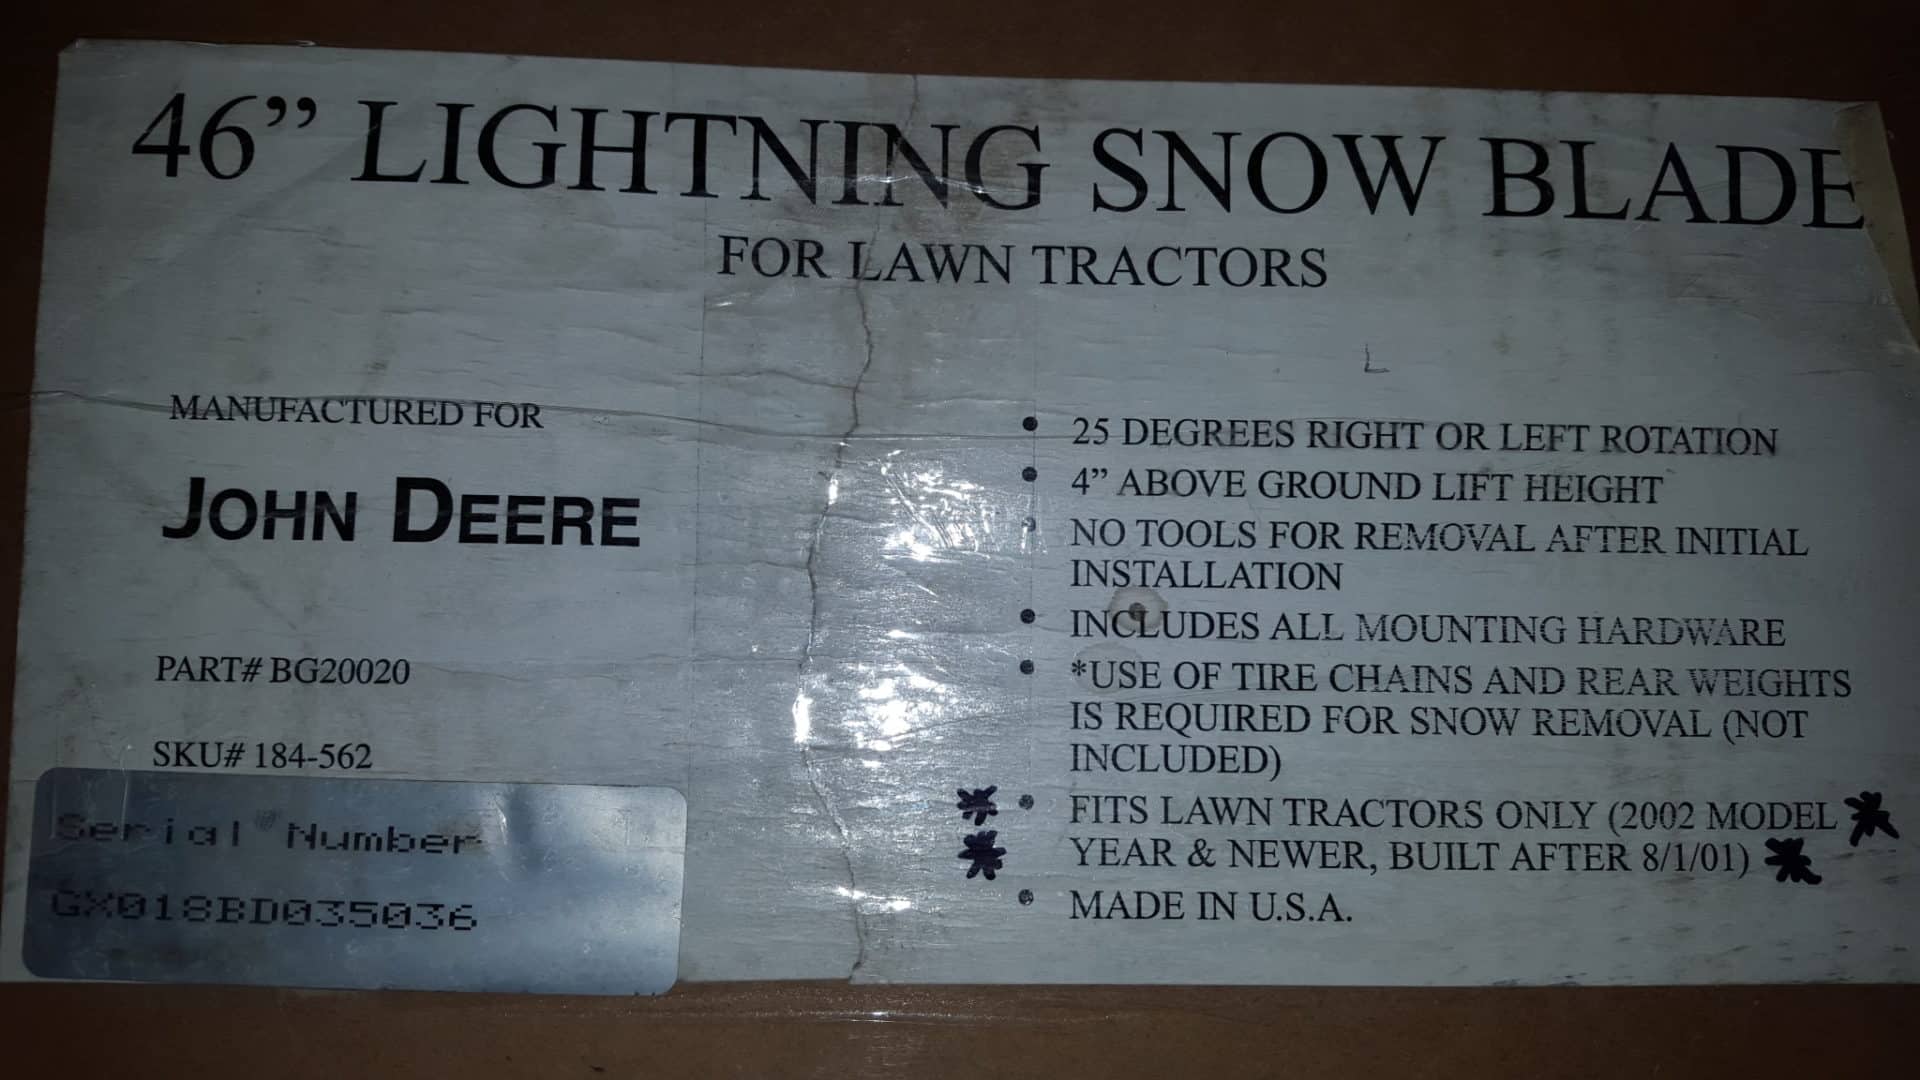 46” LIGHTNING SNOW BLADE
FOR LAWN TRACTORS
L
MANUFACTURED FOR
JOHN DEERE
PART# BG20020
SKU# 184-562
Serial Number
GX018BD035036
• 25 DEGREES RIGHT OR LEFT ROTATION
• 4” ABOVE GROUND LIFT HEIGHT
• NO TOOLS FOR REMOVAL AFTER INITIAL
INSTALLATION
• INCLUDES ALL MOUNTING HARDWARE
• *USE OF TIRE CHAINS AND REAR WEIGHTS
IS REQUIRED FOR SNOW REMOVAL (NOT
INCLUDED)
* • FITS LAWN TRACTORS ONLY (2002 MODEL *
* YEAR & NEWER, BUILT AFTER 8/1/01) *
• MADE IN U.S.A.